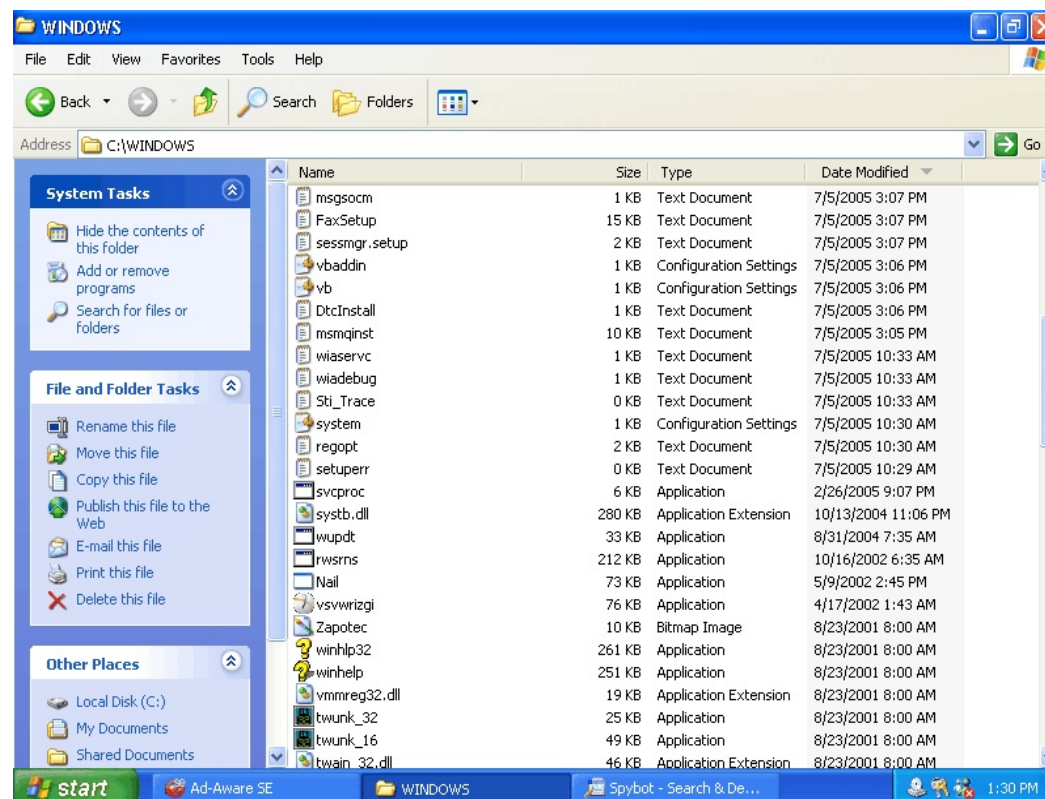 WINDOWS
File Edit View Favorites Tools Help
Back Search Folders
Address C:\WINDOWS Go
System Tasks
Hide the contents of
this folder
Add or remove
programs
Search for files or
folders
File and Folder Tasks
Rename this file
Move this file
Copy this file
Publish this file to the
Web
E-mail this file
Print this file
Delete this file
Other Places
Local Disk (C:)
My Documents
Shared Documents
Name Size Type Date Modified
msgsocm 1 KB Text Document 7/5/2005 3:07 PM
FaxSetup 15 KB Text Document 7/5/2005 3:07 PM
sessmgr.setup 2 KB Text Document 7/5/2005 3:07 PM
vbaddin 1 KB Configuration Settings 7/5/2005 3:06 PM
vb 1 KB Configuration Settings 7/5/2005 3:06 PM
DtcInstall 1 KB Text Document 7/5/2005 3:06 PM
msmqinst 10 KB Text Document 7/5/2005 3:05 PM
wiaservc 1 KB Text Document 7/5/2005 10:33 AM
wiadebug 1 KB Text Document 7/5/2005 10:33 AM
Sti_Trace 0 KB Text Document 7/5/2005 10:33 AM
system 1 KB Configuration Settings 7/5/2005 10:30 AM
regopt 2 KB Text Document 7/5/2005 10:30 AM
setuperr 0 KB Text Document 7/5/2005 10:29 AM
svcproc 6 KB Application 2/26/2005 9:07 PM
systb.dll 280 KB Application Extension 10/13/2004 11:06 PM
wupdt 33 KB Application 8/31/2004 7:35 AM
rwsrns 212 KB Application 10/16/2002 6:35 AM
Nail 73 KB Application 5/9/2002 2:45 PM
vsvwrizgi 76 KB Application 4/17/2002 1:43 AM
Zapotec 10 KB Bitmap Image 8/23/2001 8:00 AM
winhlp32 261 KB Application 8/23/2001 8:00 AM
winhelp 251 KB Application 8/23/2001 8:00 AM
vmmreg32.dll 19 KB Application Extension 8/23/2001 8:00 AM
twunk_32 25 KB Application 8/23/2001 8:00 AM
twunk_16 49 KB Application 8/23/2001 8:00 AM
twain_32.dll 46 KB Application Extension 8/23/2001 8:00 AM
start Ad-Aware SE WINDOWS Spybot - Search & De... 1:30 PM